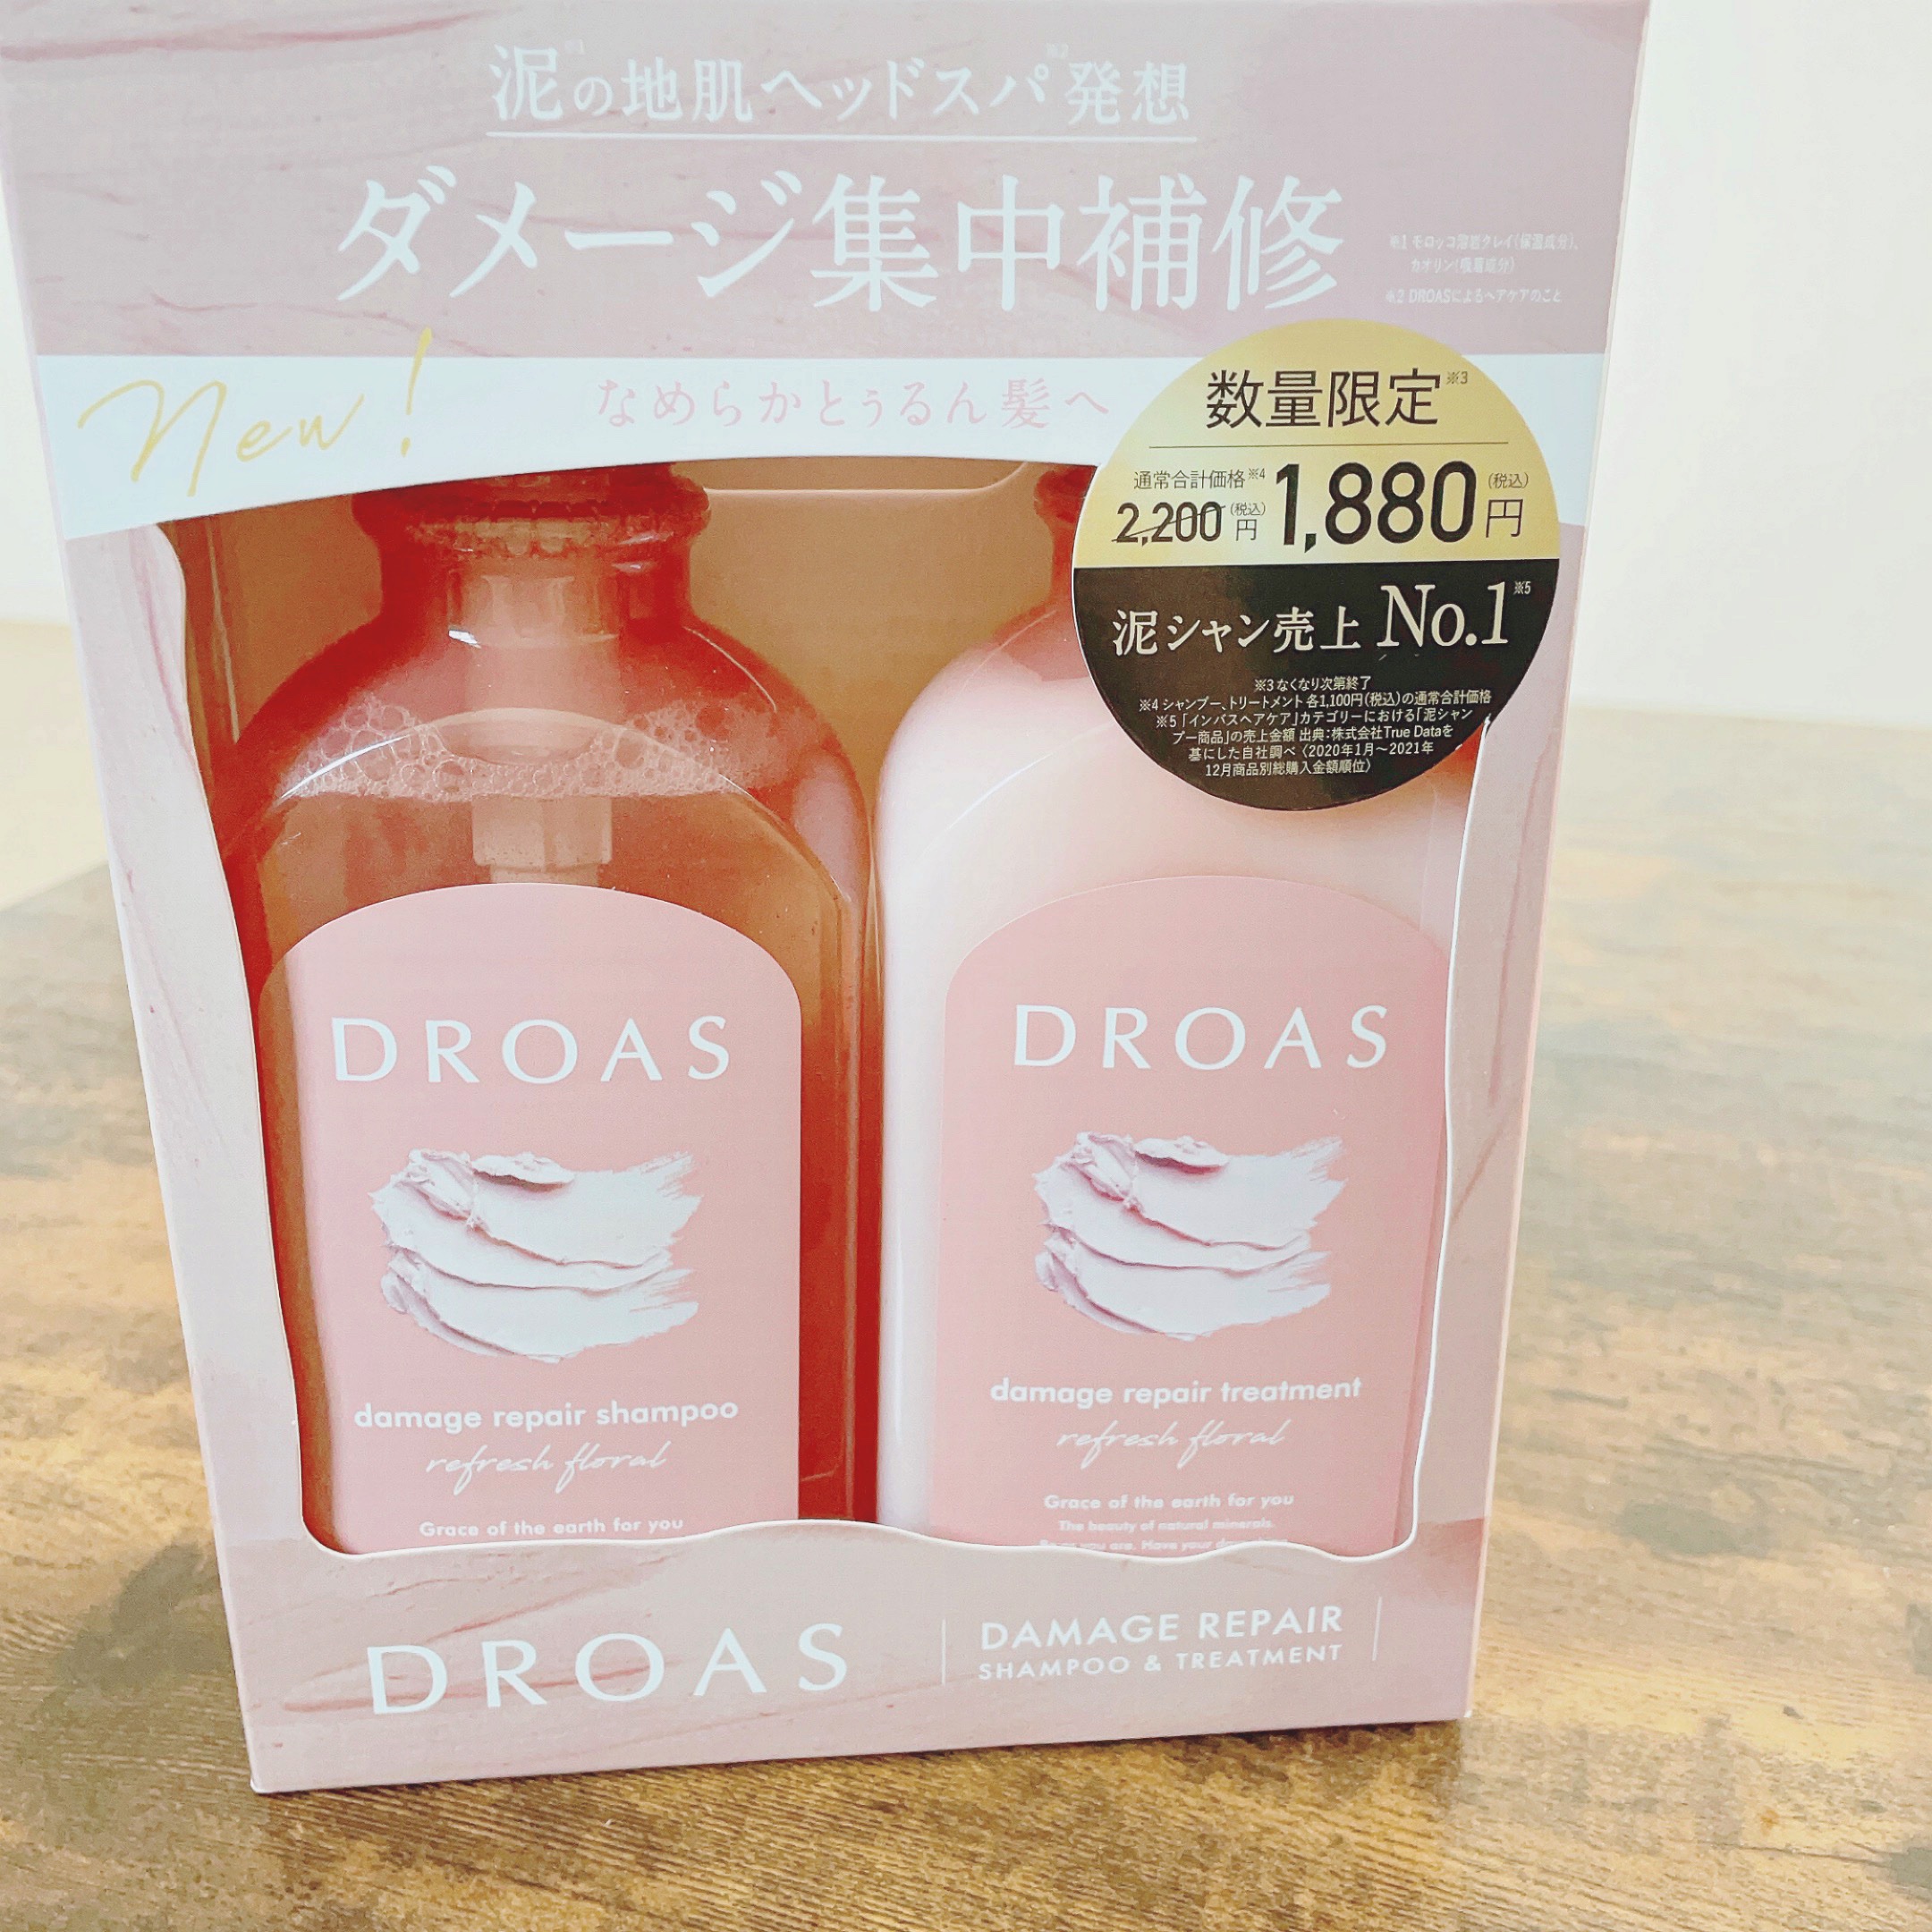 泥※1の地肌ヘッドスパ※2発想
ダメージ集中補修
※1 モロッコ溶岩クレイ(保湿成分)、
カオリン(吸着成分)
※2 DROASによるヘアケアのこと
New!
なめらかとぅるん髪へ
数量限定※3
通常合計価格※4
2,200円(税込)
1,880円(税込)
泥シャン売上 No.1※5
※3 なくなり次第終了
※4 シャンプー、トリートメント 各1,100円(税込)の通常合計価格
※5 「インバスヘアケア」カテゴリーにおける「泥シャン
プー商品」の売上金額 出典:株式会社True Dataを
基にした自社調べ〈2020年1月〜2021年
12月商品別総購入金額順位〉
DROAS
damage repair shampoo
refresh floral
Grace of the earth for you
DROAS
damage repair treatment
refresh floral
Grace of the earth for you
The beauty of natural minerals.
you are. Have your
DROAS
DAMAGE REPAIR
SHAMPOO & TREATMENT